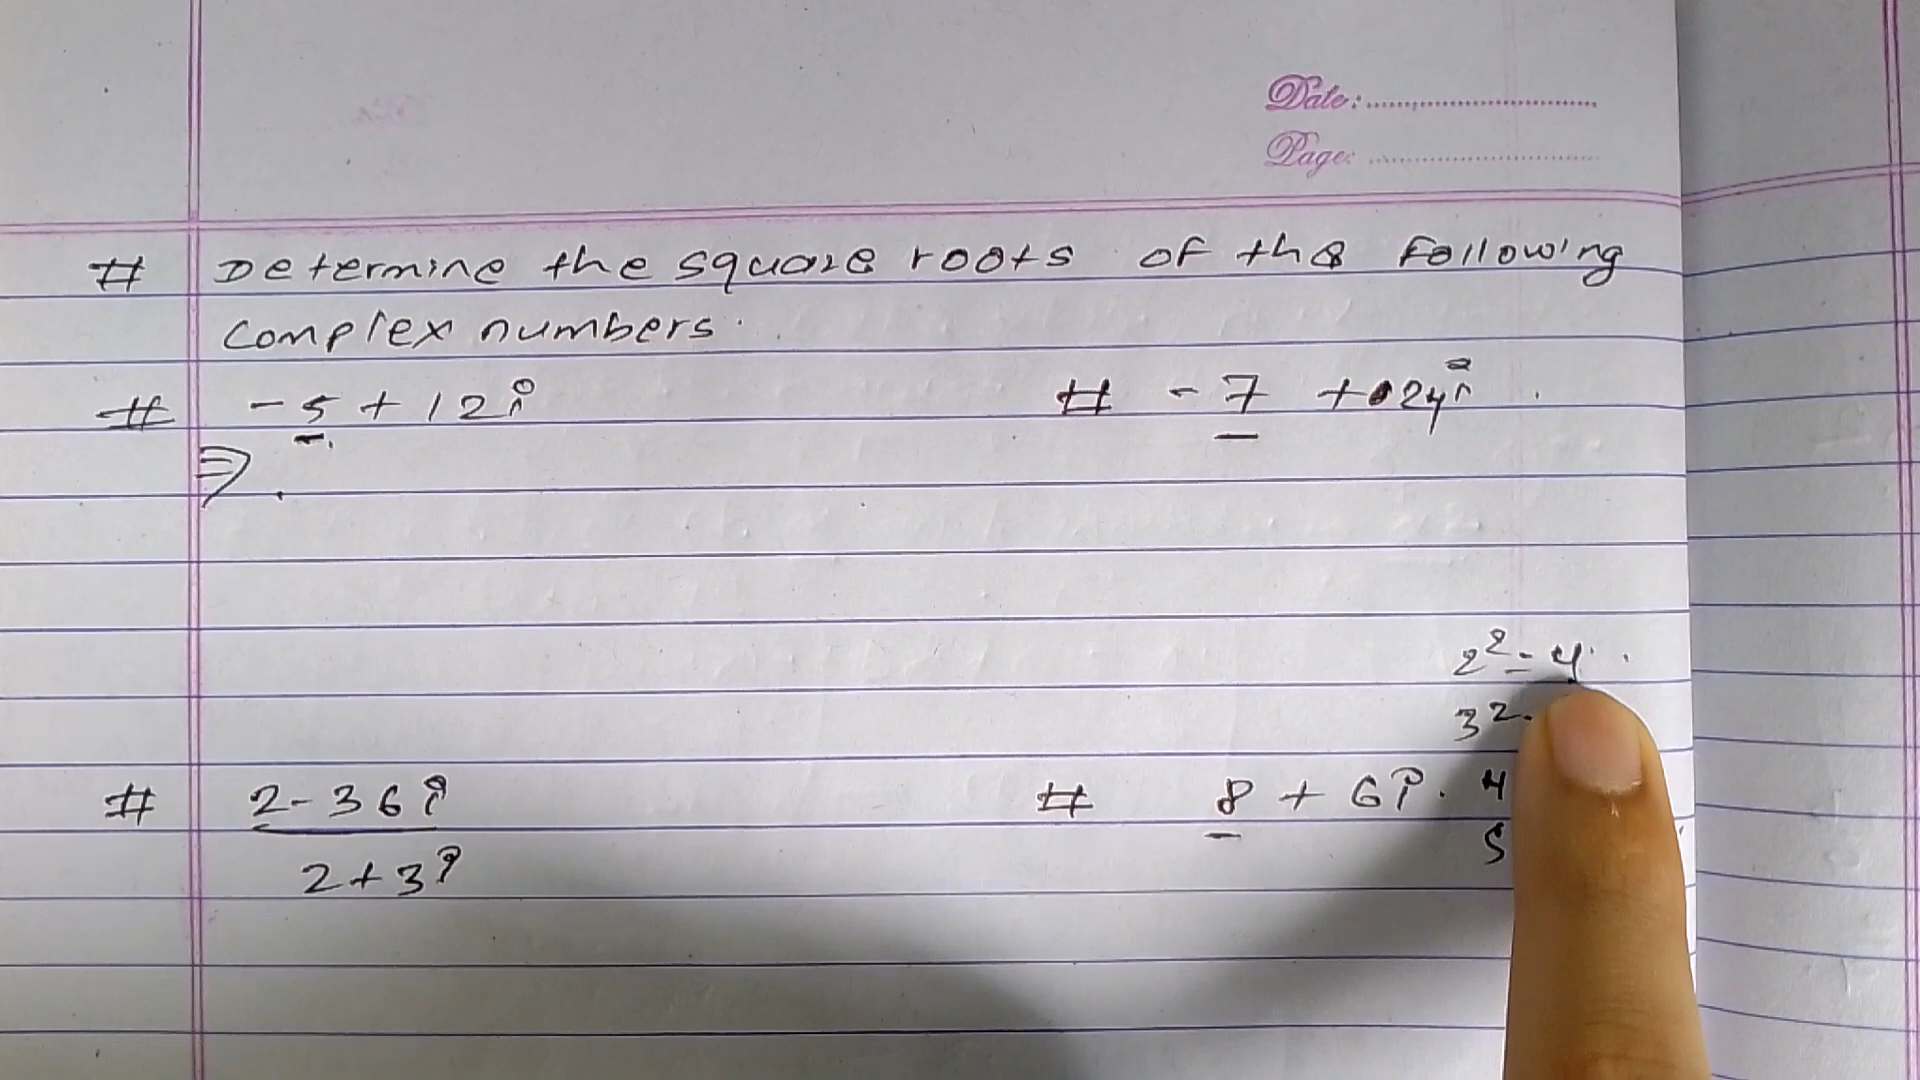 Date:
Page:
# Determine the square roots of the following
complex numbers.
# -5 + 12i # -7 + 24i
⇒
2² - 4
3² -
# 2-36i # 8 + 6i. 4
2+3i 5